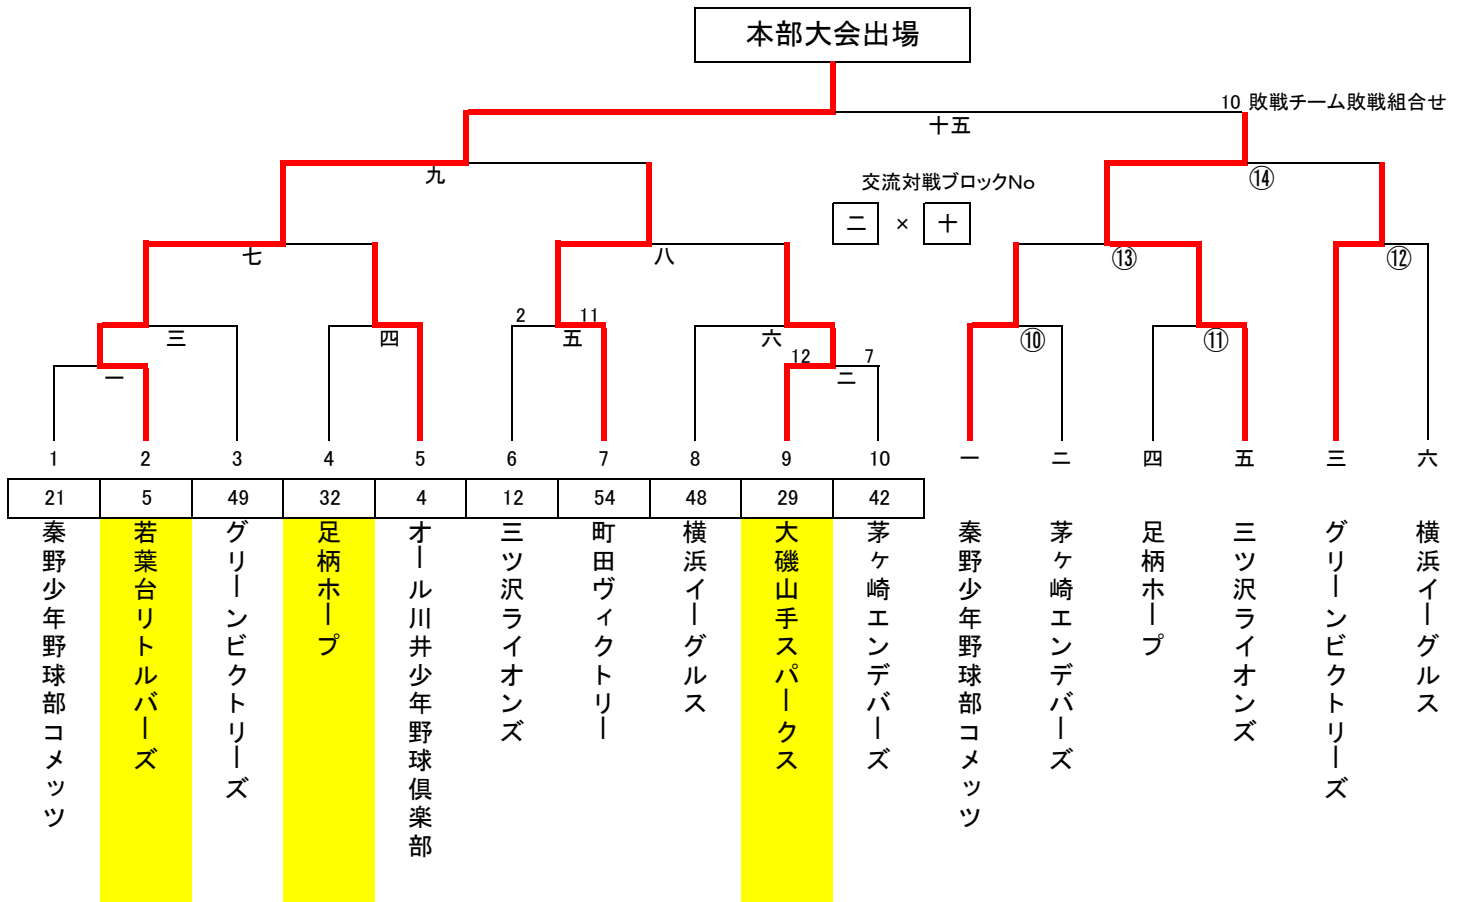 本部大会出場
10 敗戦チーム敗戦組合せ
十五
九
⑭
交流対戦ブロックNo
二 × 十
七
八
⑬
⑫
2
11
三
四
五
六
⑩
⑪
12
7
一
二
1 2 3 4 5 6 7 8 9 10 一 二 四 五 三 六
21 5 49 32 4 12 54 48 29 42
秦野少年野球部コメッツ
若葉台リトルバーズ
グリーンビクトリーズ
足柄ホープ
オール川井少年野球倶楽部
三ツ沢ライオンズ
町田ヴィクトリー
横浜イーグルス
大磯山手スパークス
茅ヶ崎エンデバーズ
秦野少年野球部コメッツ
茅ヶ崎エンデバーズ
足柄ホープ
三ツ沢ライオンズ
グリーンビクトリーズ
横浜イーグルス